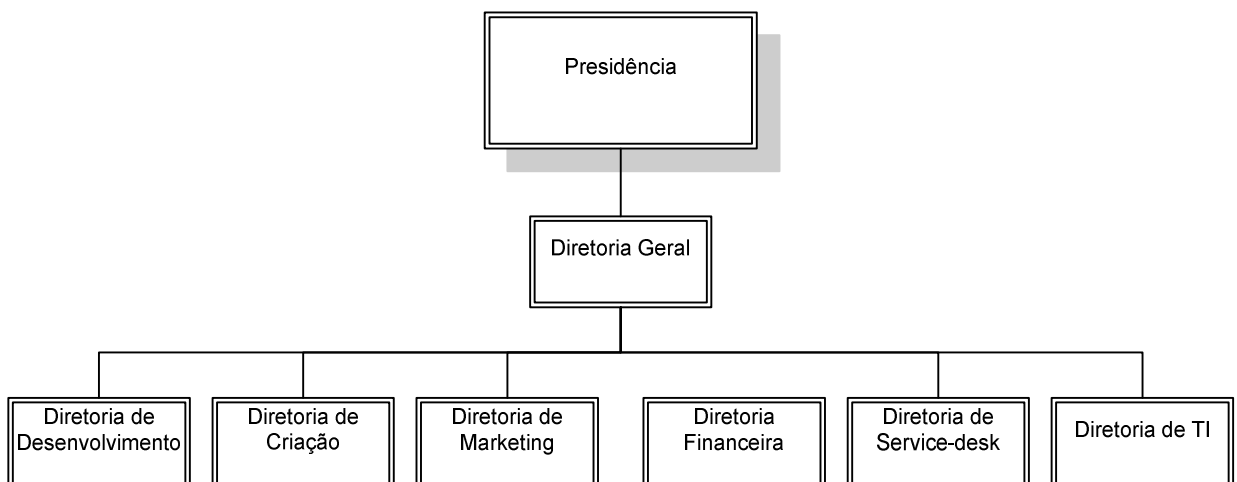 Presidência
Diretoria Geral
Diretoria de
Desenvolvimento
Diretoria de
Criação
Diretoria de
Marketing
Diretoria
Financeira
Diretoria de
Service-desk
Diretoria de TI